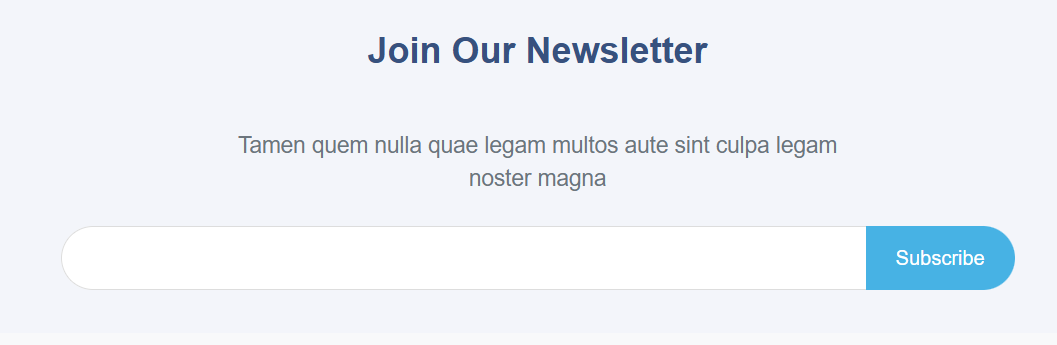 Join Our Newsletter
Tamen quem nulla quae legam multos aute sint culpa legam
noster magna
Subscribe